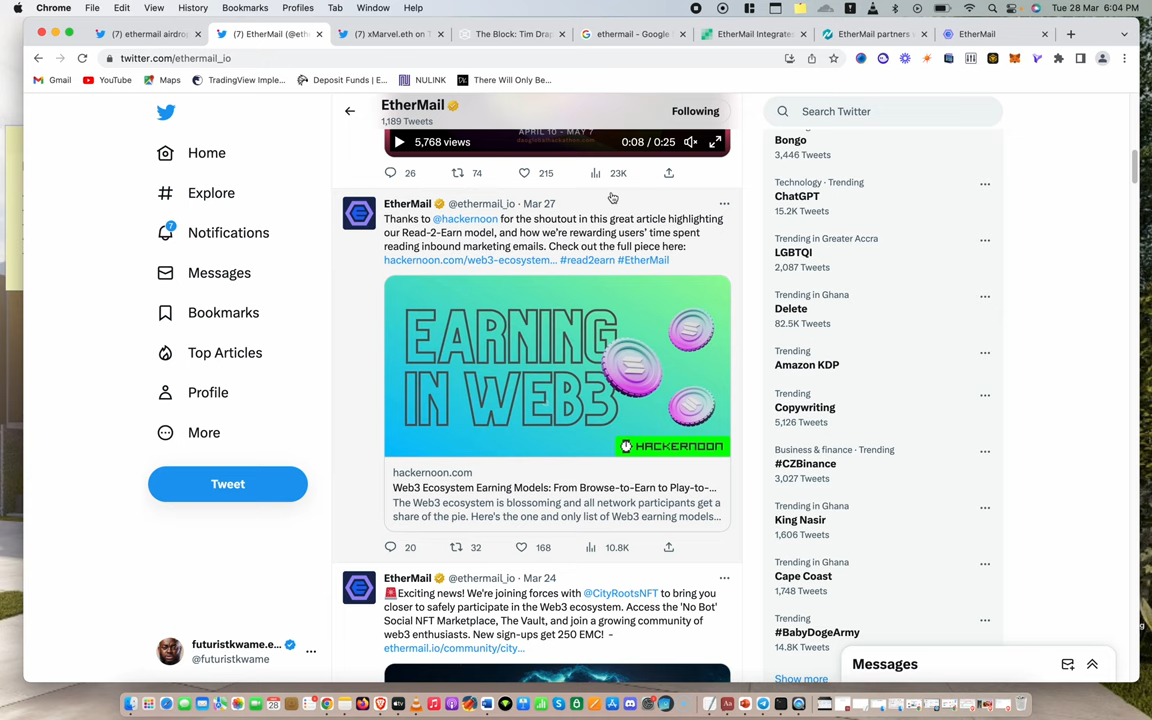 Chrome File Edit View History Bookmarks Profiles Tab Window Help Tue 28 Mar 6:04 PM
(7) ethermail airdrop
(7) EtherMail (@eth
(7) xMarvel.eth on T
The Block: Tim Drap
ethermail - Google
EtherMail Integrate
EtherMail partners
EtherMail
twitter.com/ethermail_io
Gmail YouTube Maps TradingView Imple... Deposit Funds | E... NULINK There Will Only Be...
EtherMail
1,189 Tweets
Following
Search Twitter
Home
Explore
7
Notifications
Messages
Bookmarks
Top Articles
Profile
More
Tweet
futuristkwame.e...
@futuristkwame
APRIL 10 - MAY 7
5,768 views 0:08 / 0:25
26 74 215 23K
EtherMail @ethermail_io · Mar 27
Thanks to @hackernoon for the shoutout in this great article highlighting
our Read-2-Earn model, and how we're rewarding users' time spent
reading inbound marketing emails. Check out the full piece here:
hackernoon.com/web3-ecosystem... #read2earn #EtherMail
EARNING
IN WEB3
HACKERNOON
hackernoon.com
Web3 Ecosystem Earning Models: From Browse-to-Earn to Play-to-...
The Web3 ecosystem is blossoming and all network participants get a
share of the pie. Here's the one and only list of Web3 earning models...
20 32 168 10.8K
EtherMail @ethermail_io · Mar 24
🚨Exciting news! We're joining forces with @CityRootsNFT to bring you
closer to safely participate in the Web3 ecosystem. Access the 'No Bot'
Social NFT Marketplace, The Vault, and join a growing community of
web3 enthusiasts. New sign-ups get 250 EMC! -
ethermail.io/community/city...
Bongo
3,446 Tweets
Technology · Trending
ChatGPT
15.2K Tweets
Trending in Greater Accra
LGBTQI
2,087 Tweets
Trending in Ghana
Delete
82.5K Tweets
Trending
Amazon KDP
Trending
Copywriting
5,126 Tweets
Business & finance · Trending
#CZBinance
3,027 Tweets
Trending in Ghana
King Nasir
1,606 Tweets
Trending in Ghana
Cape Coast
1,748 Tweets
Trending
#BabyDogeArmy
14.8K Tweets
Show more
Messages